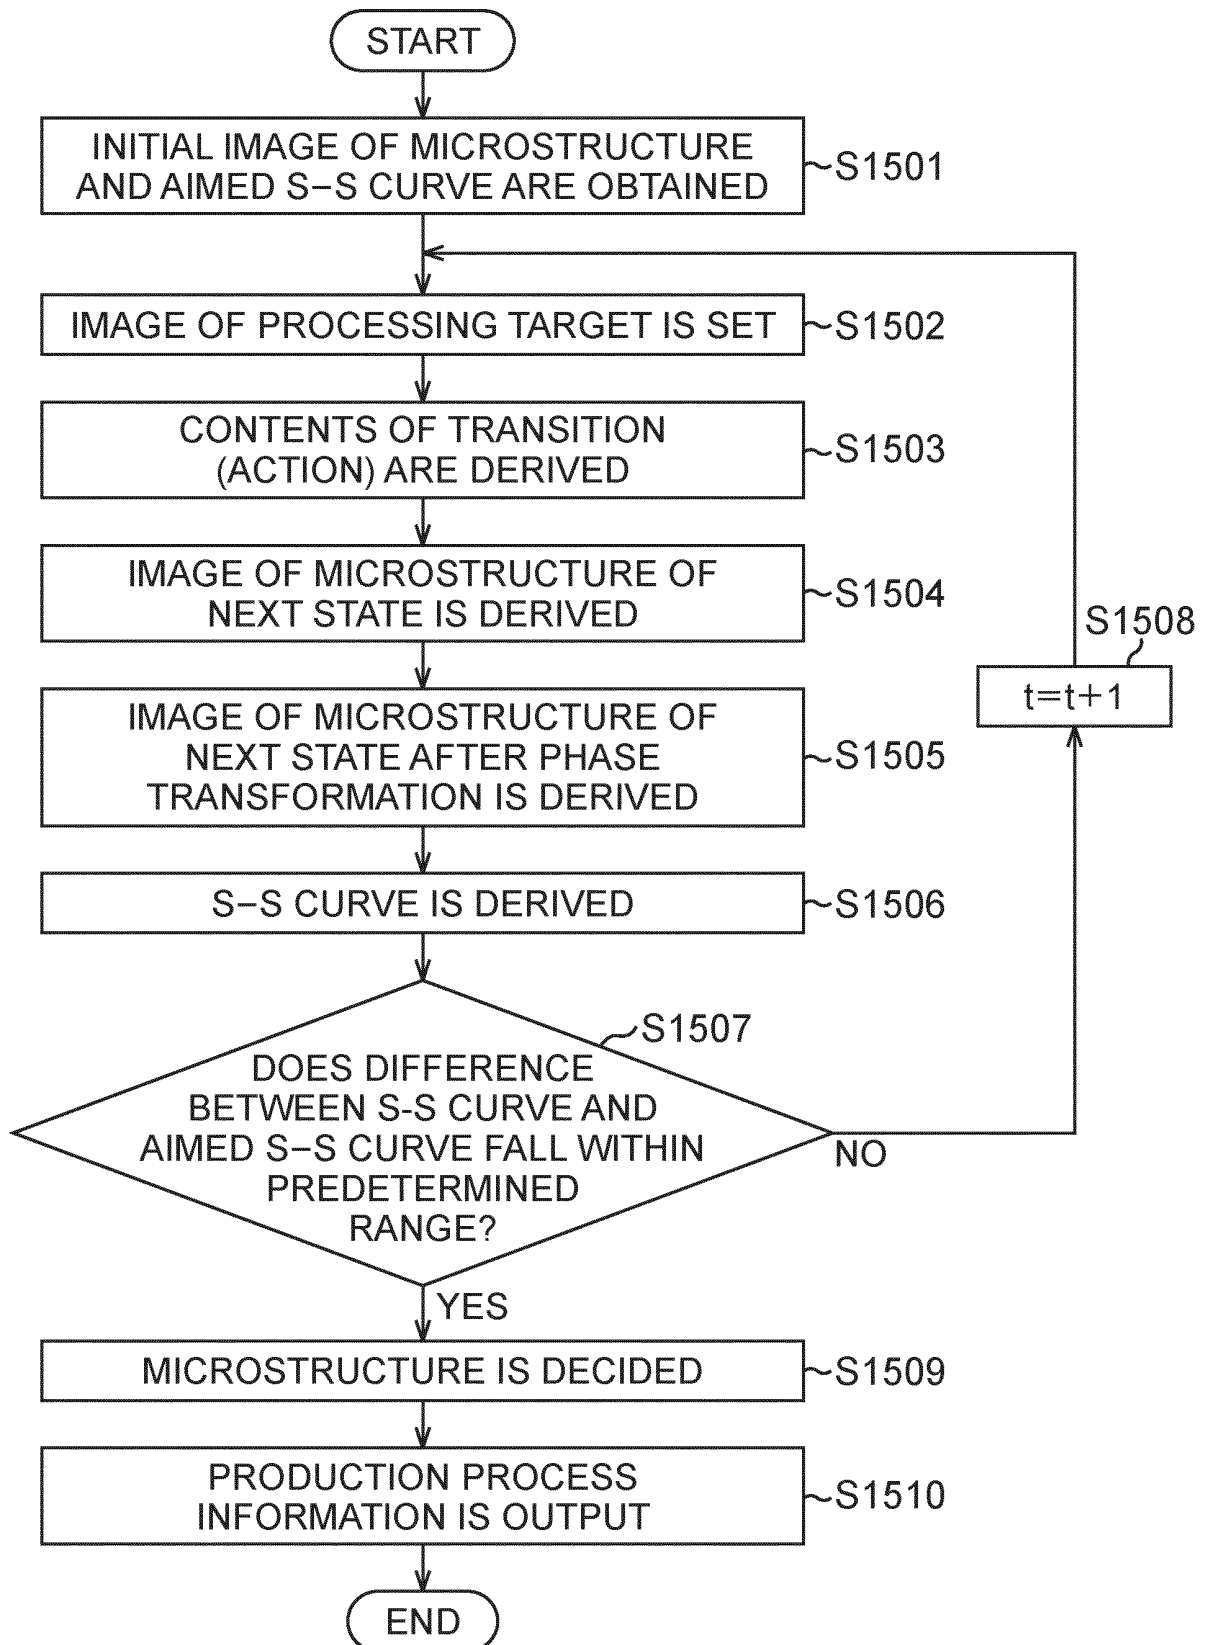 START
INITIAL IMAGE OF MICROSTRUCTURE
AND AIMED S–S CURVE ARE OBTAINED
S1501
IMAGE OF PROCESSING TARGET IS SET
S1502
CONTENTS OF TRANSITION
(ACTION) ARE DERIVED
S1503
IMAGE OF MICROSTRUCTURE OF
NEXT STATE IS DERIVED
S1504
S1508
t=t+1
IMAGE OF MICROSTRUCTURE OF
NEXT STATE AFTER PHASE
TRANSFORMATION IS DERIVED
S1505
S–S CURVE IS DERIVED
S1506
S1507
DOES DIFFERENCE
BETWEEN S-S CURVE AND
AIMED S–S CURVE FALL WITHIN
PREDETERMINED
RANGE?
NO
YES
MICROSTRUCTURE IS DECIDED
S1509
PRODUCTION PROCESS
INFORMATION IS OUTPUT
S1510
END